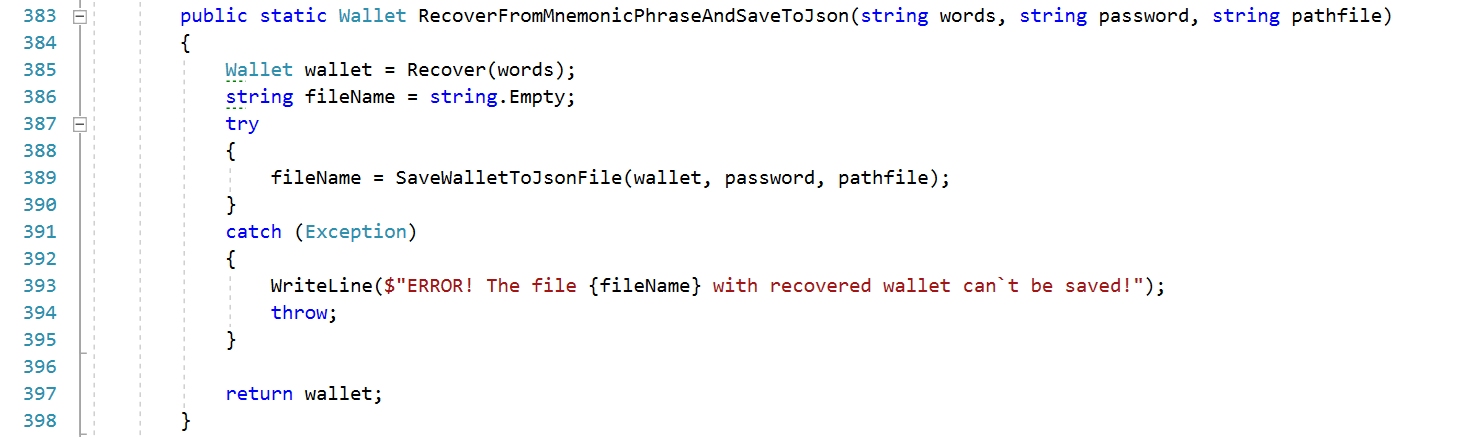 383 public static Wallet RecoverFromMnemonicPhraseAndSaveToJson(string words, string password, string pathfile)
384 {
385 Wallet wallet = Recover(words);
386 string fileName = string.Empty;
387 try
388 {
389 fileName = SaveWalletToJsonFile(wallet, password, pathfile);
390 }
391 catch (Exception)
392 {
393 WriteLine($"ERROR! The file {fileName} with recovered wallet can`t be saved!");
394 throw;
395 }
396
397 return wallet;
398 }